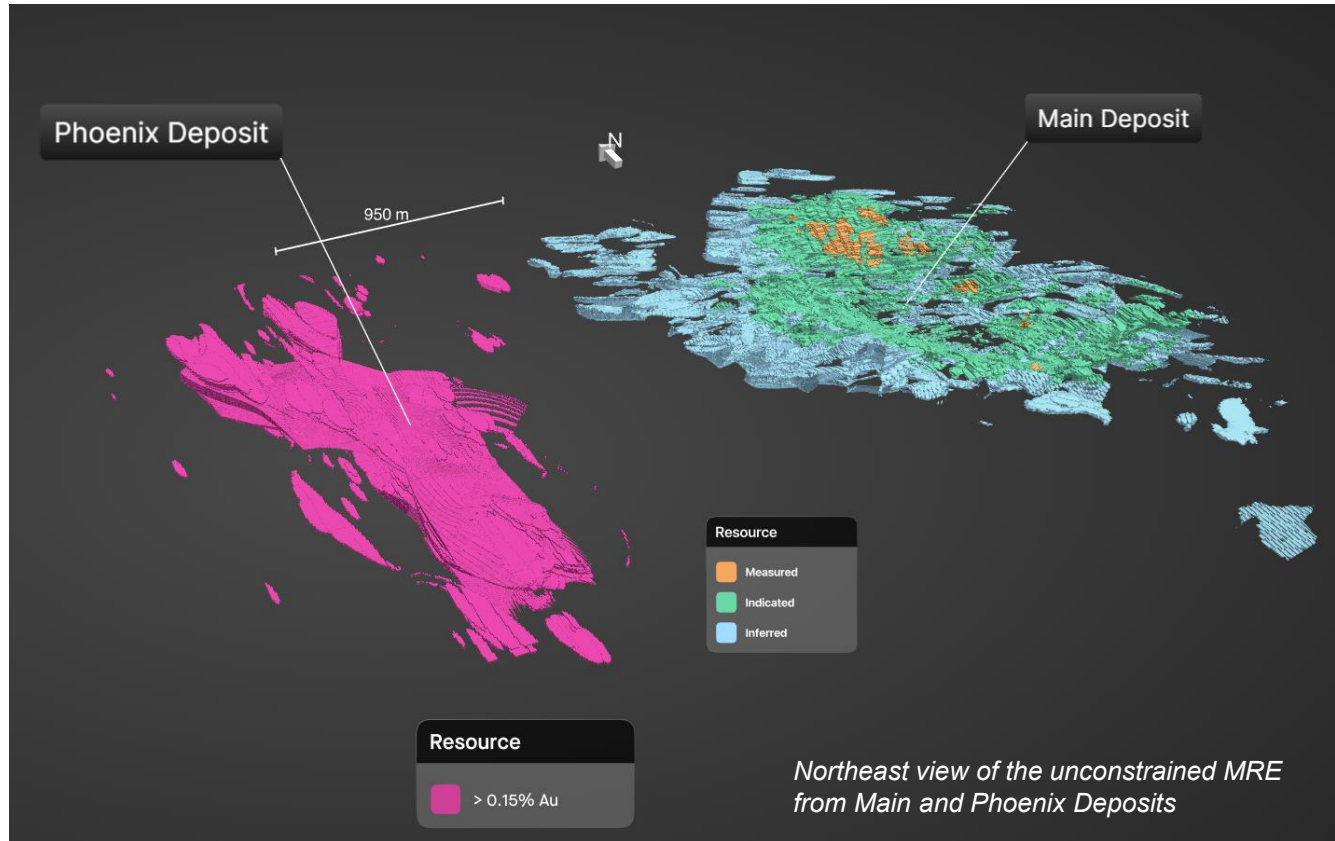 Phoenix Deposit
Main Deposit
N
950 m
Resource
Measured
Indicated
Inferred
Resource
> 0.15% Au
Northeast view of the unconstrained MRE
from Main and Phoenix Deposits